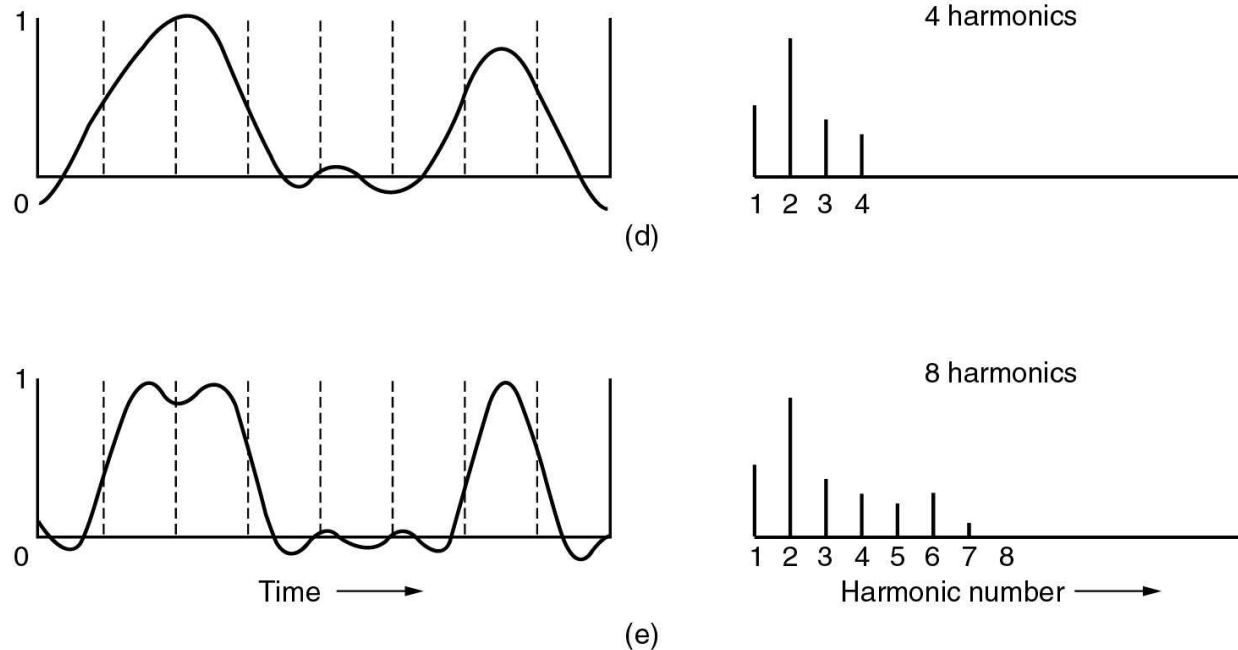 1
0
4 harmonics
1 2 3 4
(d)
1
0
Time
8 harmonics
1 2 3 4 5 6 7 8
Harmonic number
(e)